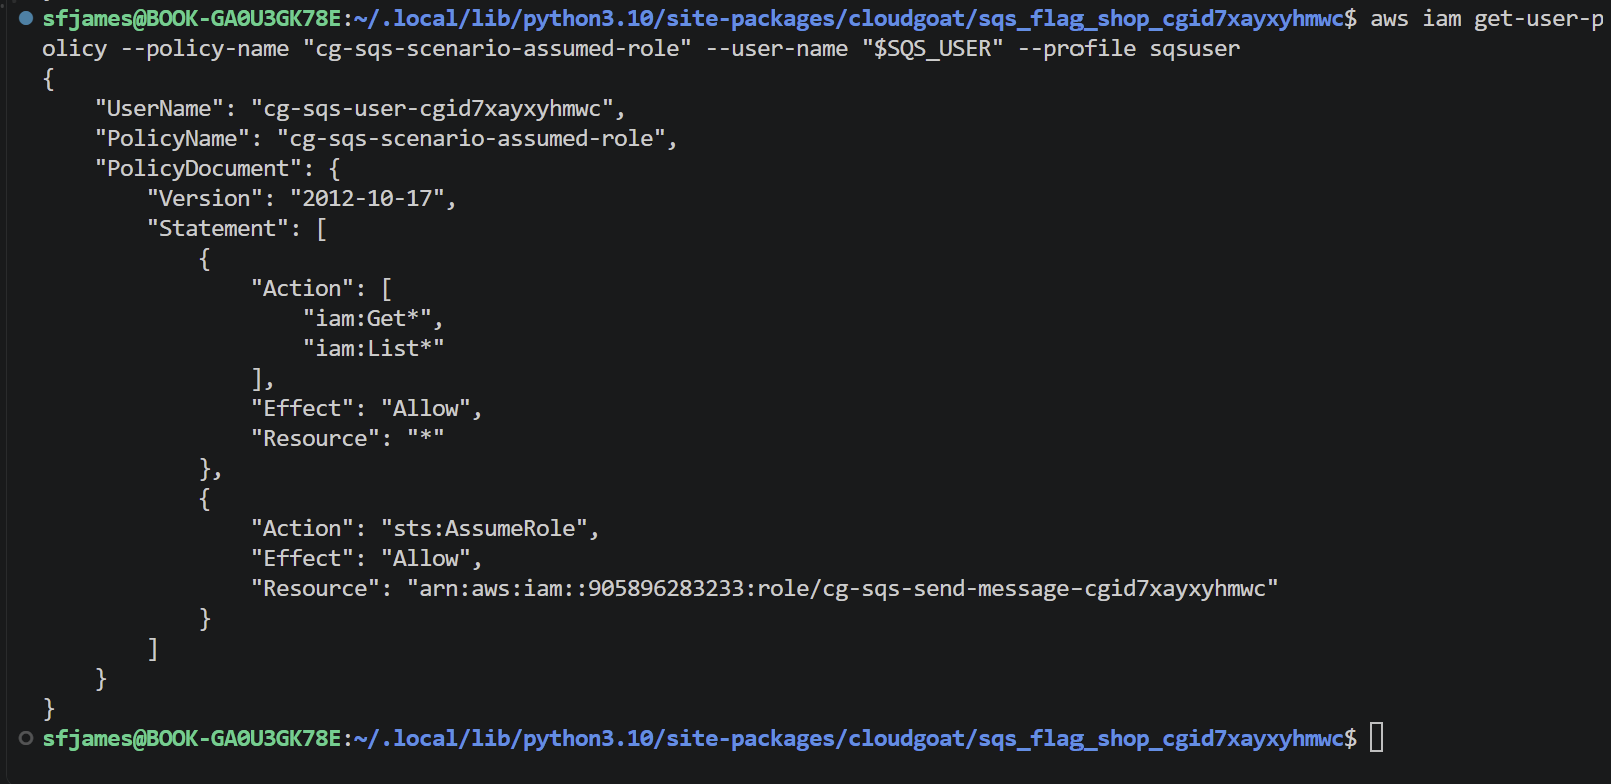 sfjames@BOOK-GA0U3GK78E:~/.local/lib/python3.10/site-packages/cloudgoat/sqs_flag_shop_cgid7xayxyhmwc$ aws iam get-user-p
olicy --policy-name "cg-sqs-scenario-assumed-role" --user-name "$SQS_USER" --profile sqsuser
{
    "UserName": "cg-sqs-user-cgid7xayxyhmwc",
    "PolicyName": "cg-sqs-scenario-assumed-role",
    "PolicyDocument": {
        "Version": "2012-10-17",
        "Statement": [
            {
                "Action": [
                    "iam:Get*",
                    "iam:List*"
                ],
                "Effect": "Allow",
                "Resource": "*"
            },
            {
                "Action": "sts:AssumeRole",
                "Effect": "Allow",
                "Resource": "arn:aws:iam::905896283233:role/cg-sqs-send-message-cgid7xayxyhmwc"
            }
        ]
    }
}
sfjames@BOOK-GA0U3GK78E:~/.local/lib/python3.10/site-packages/cloudgoat/sqs_flag_shop_cgid7xayxyhmwc$